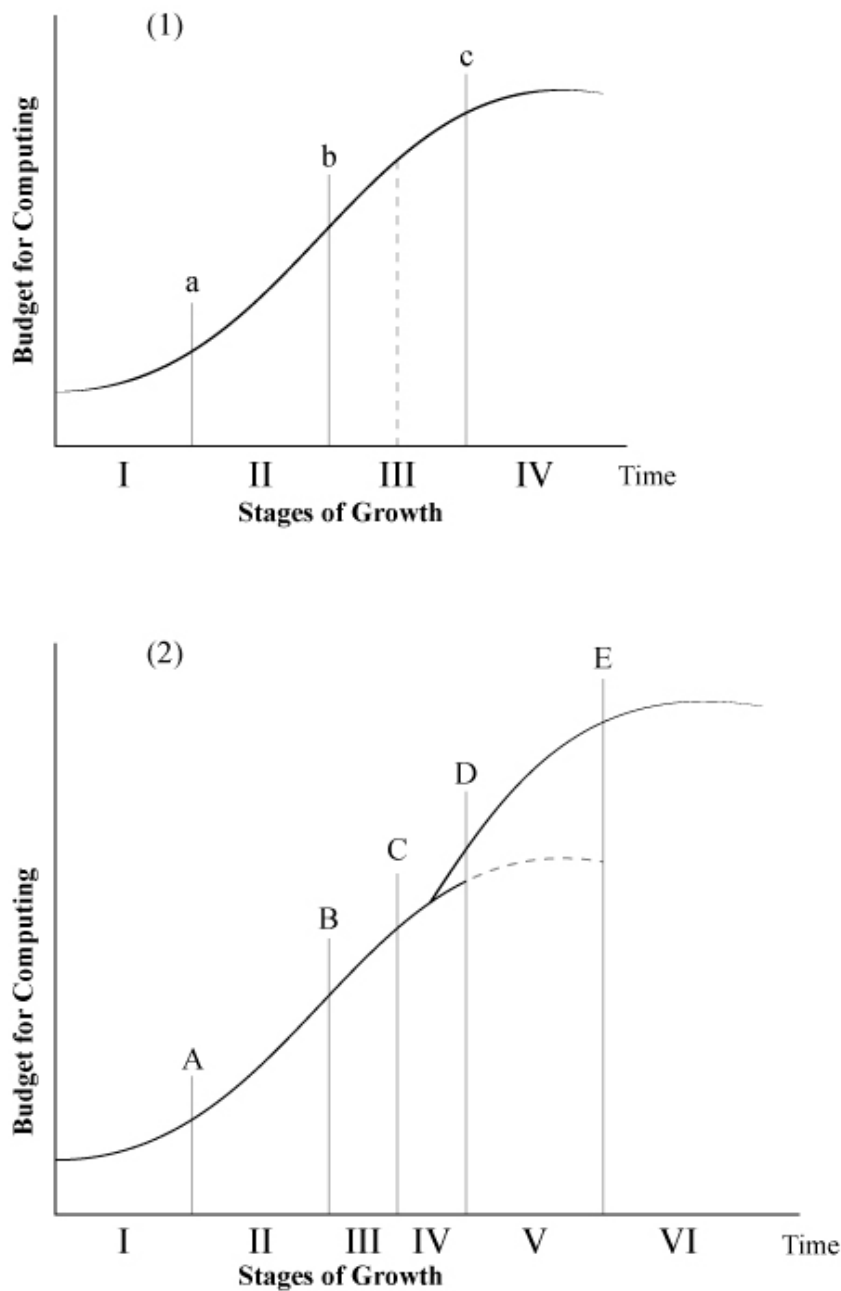 (1)
c
b
a
Budget for Computing
I II III IV Time
Stages of Growth
(2)
E
D
C
B
A
Budget for Computing
I II III IV V VI Time
Stages of Growth